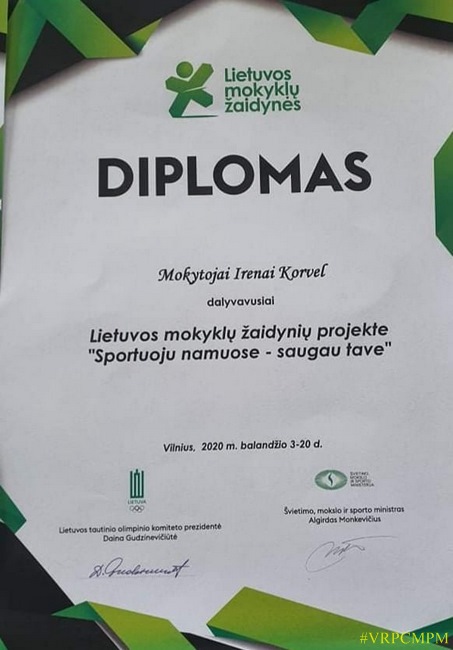 Lietuvos
mokyklų
žaidynės
DIPLOMAS
Mokytojai Irenai Korvel
dalyvavusiai
Lietuvos mokyklų žaidynių projekte
"Sportuoju namuose - saugau tave"
Vilnius, 2020 m. balandžio 3-20 d.
LIETUVA
ŠVIETIMO,
MOKSLO
IR SPORTO
MINISTERIJA
Lietuvos tautinio olimpinio komiteto prezidentė
Daina Gudzinevičiūtė
Švietimo, mokslo ir sporto ministras
Algirdas Monkevičius
#VRPCMPM